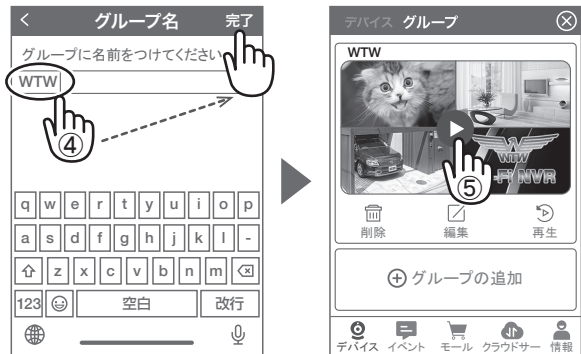 < グループ名 完了
グループに名前をつけてください
WTW
④
q w e r t y u i o p
a s d f g h j k l -
z x c v b n m
123 空白 改行
デバイス グループ
WTW
WTW
-Fi NVR
⑤
削除 編集 再生
グループの追加
デバイス イベント モール クラウドサー 情報